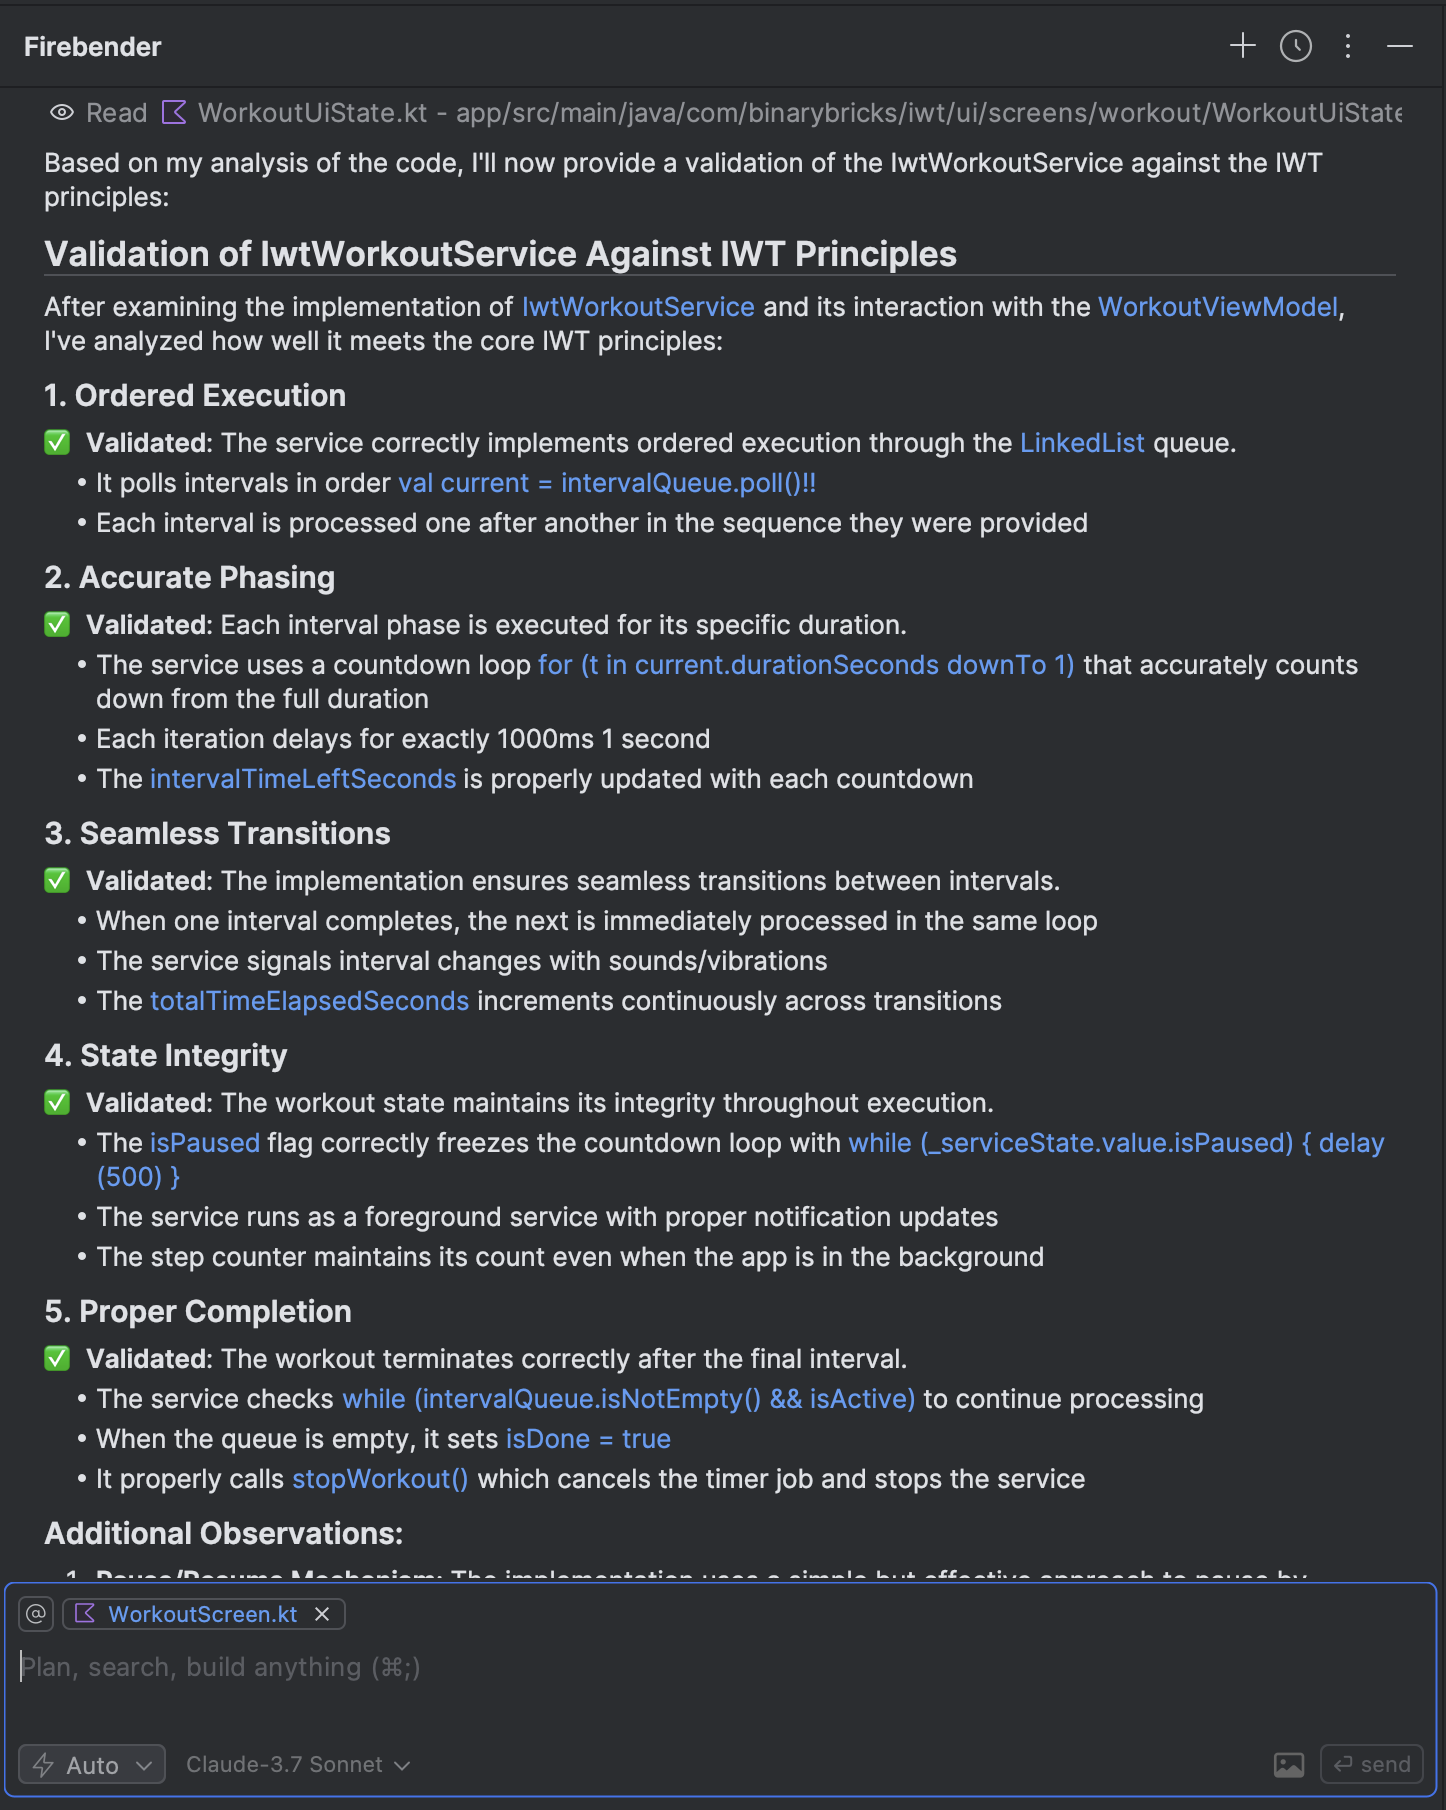 Firebender
Read WorkoutUiState.kt - app/src/main/java/com/binarybricks/iwt/ui/screens/workout/WorkoutUiState
Based on my analysis of the code, I'll now provide a validation of the IwtWorkoutService against the IWT
principles:
Validation of IwtWorkoutService Against IWT Principles
After examining the implementation of IwtWorkoutService and its interaction with the WorkoutViewModel,
I've analyzed how well it meets the core IWT principles:
1. Ordered Execution
✅ Validated: The service correctly implements ordered execution through the LinkedList queue.
• It polls intervals in order val current = intervalQueue.poll()!!
• Each interval is processed one after another in the sequence they were provided
2. Accurate Phasing
✅ Validated: Each interval phase is executed for its specific duration.
• The service uses a countdown loop for (t in current.durationSeconds downTo 1) that accurately counts
down from the full duration
• Each iteration delays for exactly 1000ms 1 second
• The intervalTimeLeftSeconds is properly updated with each countdown
3. Seamless Transitions
✅ Validated: The implementation ensures seamless transitions between intervals.
• When one interval completes, the next is immediately processed in the same loop
• The service signals interval changes with sounds/vibrations
• The totalTimeElapsedSeconds increments continuously across transitions
4. State Integrity
✅ Validated: The workout state maintains its integrity throughout execution.
• The isPaused flag correctly freezes the countdown loop with while (_serviceState.value.isPaused) { delay
(500) }
• The service runs as a foreground service with proper notification updates
• The step counter maintains its count even when the app is in the background
5. Proper Completion
✅ Validated: The workout terminates correctly after the final interval.
• The service checks while (intervalQueue.isNotEmpty() && isActive) to continue processing
• When the queue is empty, it sets isDone = true
• It properly calls stopWorkout() which cancels the timer job and stops the service
Additional Observations:
1. Pause/Resume Mechanism: The implementation uses a simple but effective approach to pause by
@ WorkoutScreen.kt ×
Plan, search, build anything (⌘;)
Auto Claude-3.7 Sonnet
send